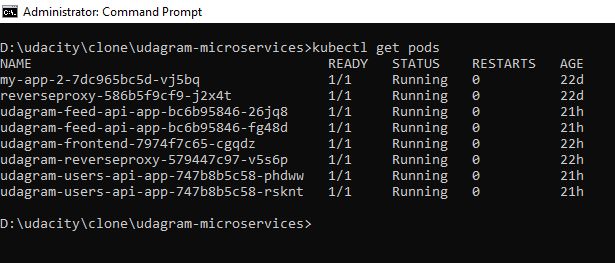 Administrator: Command Prompt
D:\udacity\clone\udagram-microservices>kubectl get pods
NAME READY STATUS RESTARTS AGE
my-app-2-7dc965bc5d-vj5bq 1/1 Running 0 22d
reverseproxy-586b5f9cf9-j2x4t 1/1 Running 0 22d
udagram-feed-api-app-bc6b95846-26jq8 1/1 Running 0 21h
udagram-feed-api-app-bc6b95846-fg48d 1/1 Running 0 21h
udagram-frontend-7974f7c65-cgqdz 1/1 Running 0 22h
udagram-reverseproxy-579447c97-v5s6p 1/1 Running 0 22h
udagram-users-api-app-747b8b5c58-phdww 1/1 Running 0 21h
udagram-users-api-app-747b8b5c58-rsknt 1/1 Running 0 21h
D:\udacity\clone\udagram-microservices>